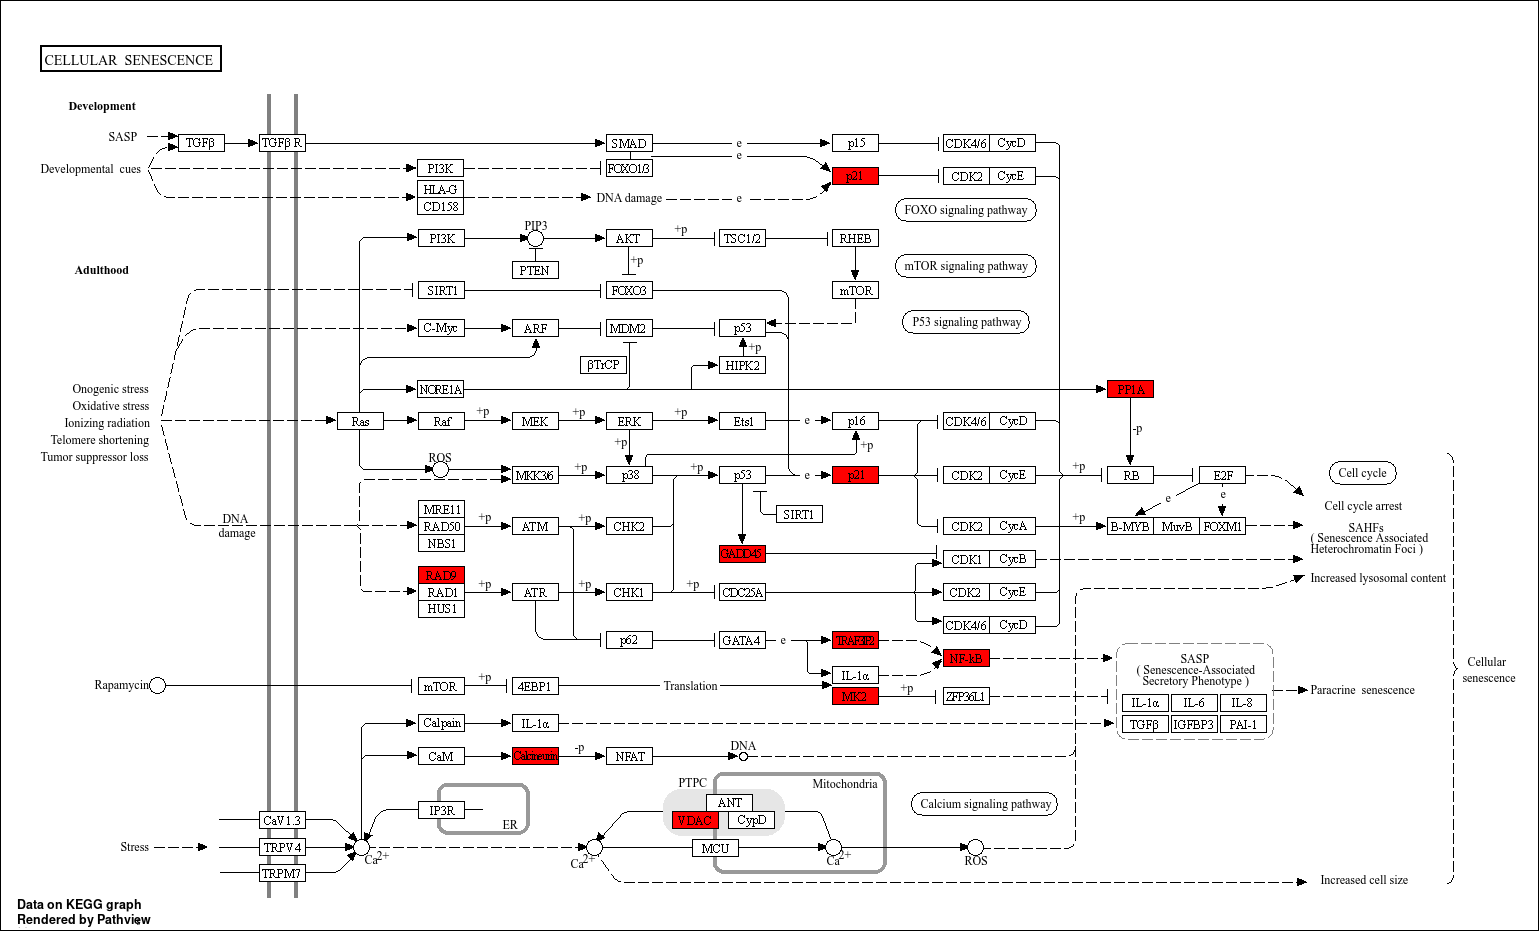 CELLULAR SENESCENCE
Development
SASP
TGFβ
TGFβ R
SMAD
e
p15
CDK4/6 CycD
e
Developmental cues
PI3K
FOXO1/3
p21
CDK2 CycE
HLA-G
CD158
DNA damage
e
FOXO signaling pathway
PIP3
PI3K
AKT
+p
TSC1/2
RHEB
+p
PTEN
mTOR signaling pathway
Adulthood
SIRT1
FOXO3
mTOR
C-Myc
ARF
MDM2
p53
P53 signaling pathway
+p
βTrCP
HIPK2
Onogenic stress
Oxidative stress
Ionizing radiation
Telomere shortening
Tumor suppressor loss
NORE1A
PP1A
Ras
Raf
+p
MEK
+p
ERK
+p
Ets1
e
p16
CDK4/6 CycD
-p
+p
+p
ROS
MKK3/6
+p
p38
+p
p53
e
p21
CDK2 CycE
+p
RB
E2F
Cell cycle
e
e
Cell cycle arrest
MRE11
RAD50
NBS1
DNA
damage
+p
ATM
+p
CHK2
SIRT1
CDK2 CycA
+p
B-MYB MuvB FOXM1
SAHFs
( Senescence Associated
Heterochromatin Foci )
GADD45
CDK1 CycB
Increased lysosomal content
RAD9
RAD1
HUS1
+p
ATR
+p
CHK1
+p
CDC25A
CDK2 CycE
CDK4/6 CycD
p62
GATA4
e
NF-kB
IL-1α
SASP
( Senescence-Associated
Secretory Phenotype )
IL-1α IL-6 IL-8
TGFβ IGFBP3 PAI-1
Cellular
senescence
Rapamycin
mTOR
+p
4EBP1
Translation
MK2
+p
ZFP36L1
Paracrine senescence
Calpain
IL-1α
CaM
Calcineurin
-p
NFAT
DNA
PTPC
Mitochondria
ANT
VDAC
CypD
Calcium signaling pathway
IP3R
ER
CaV1.3
Stress
TRPV4
TRPM7
Ca2+
Ca2+
MCU
Ca2+
ROS
Increased cell size
Data on KEGG graph
Rendered by Pathview